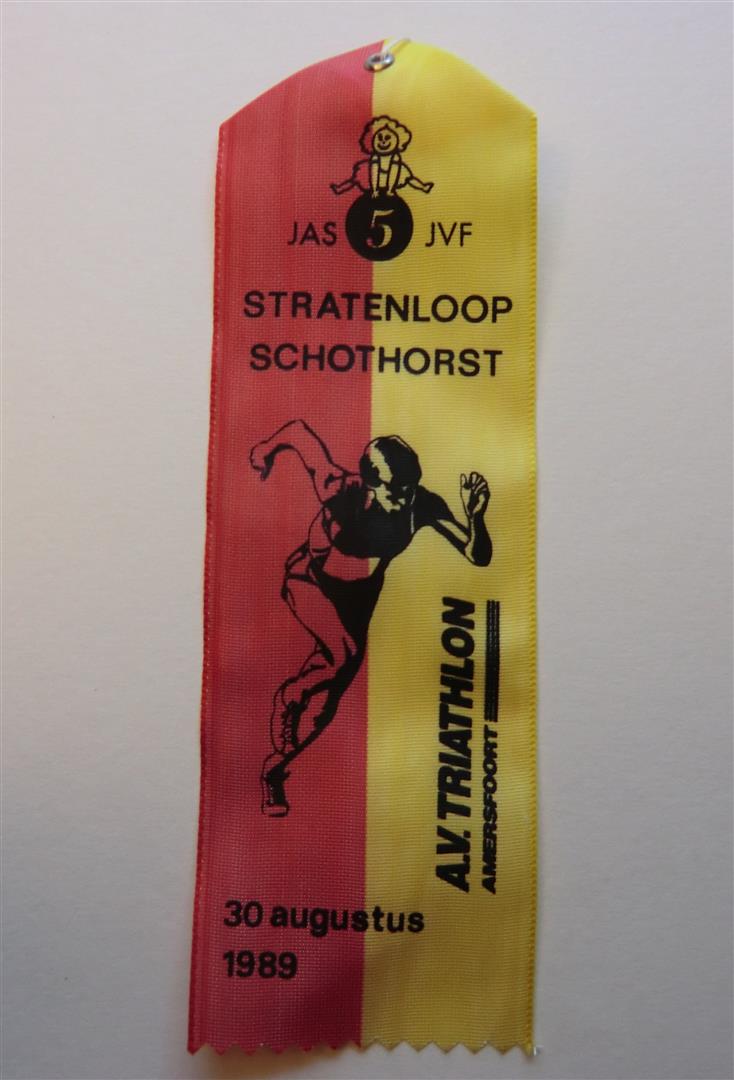 JAS 5 JVF
STRATENLOOP
SCHOTHORST
A.V. TRIATHLON
AMERSFOORT
30 augustus
1989